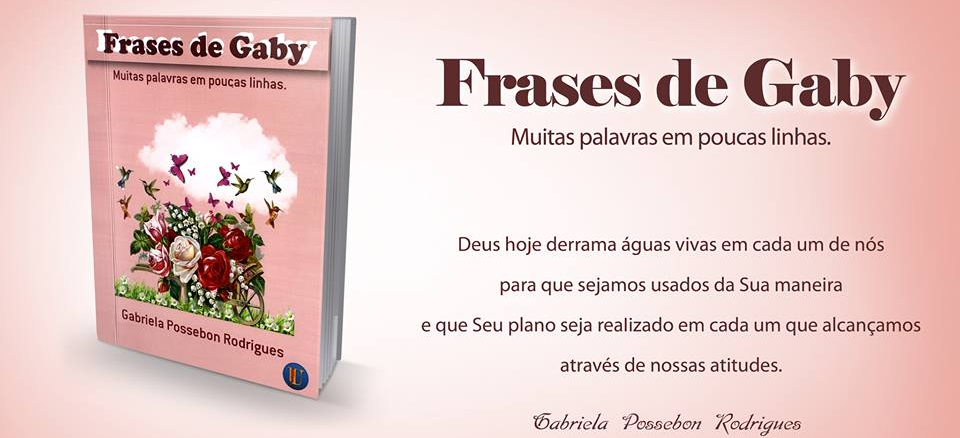 Frases de Gaby
Muitas palavras em poucas linhas.
Gabriela Possebon Rodrigues
Frases de Gaby
Muitas palavras em poucas linhas.
Deus hoje derrama águas vivas em cada um de nós
para que sejamos usados da Sua maneira
e que Seu plano seja realizado em cada um que alcançamos
através de nossas atitudes.
Gabriela Possebon Rodrigues